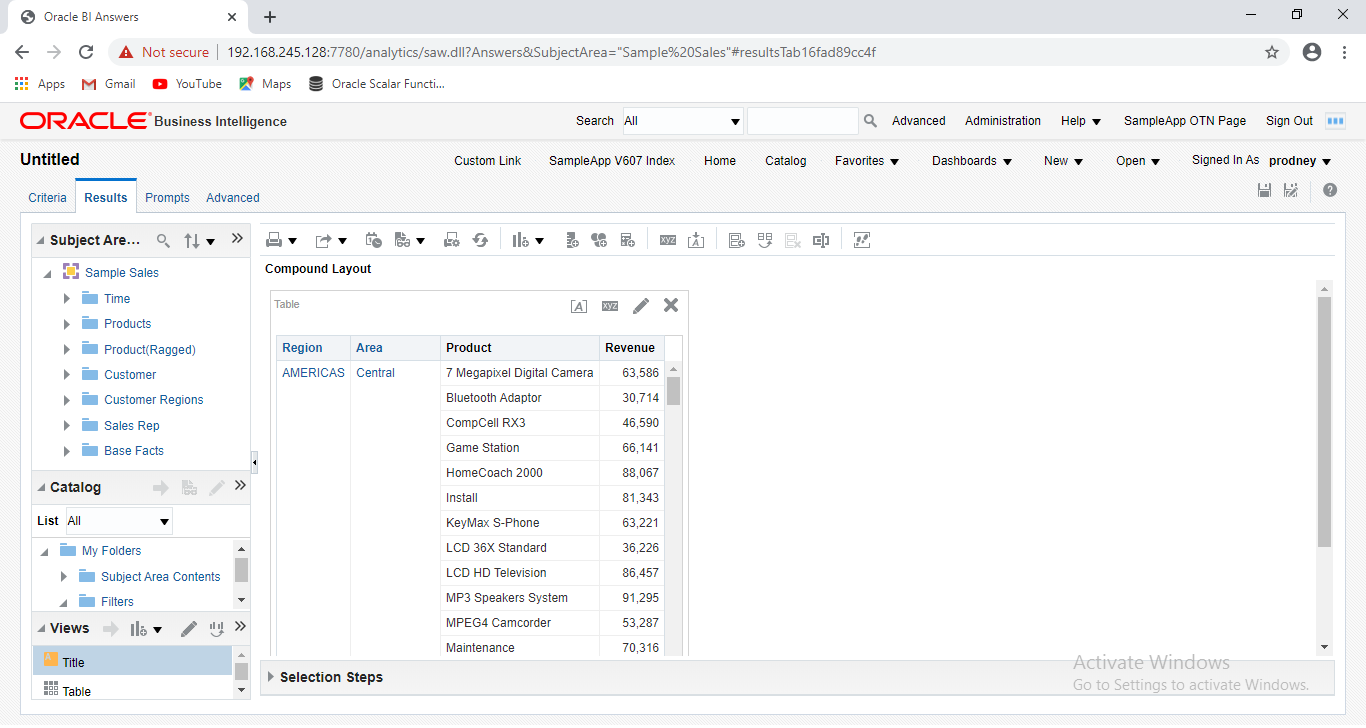 Oracle BI Answers
Not secure | 192.168.245.128:7780/analytics/saw.dll?Answers&SubjectArea="Sample%20Sales"#resultsTab16fad89cc4f
Apps Gmail YouTube Maps Oracle Scalar Functi...
ORACLE Business Intelligence
Search All Advanced Administration Help SampleApp OTN Page Sign Out
Untitled
Custom Link SampleApp V607 Index Home Catalog Favorites Dashboards New Open Signed In As prodney
Criteria Results Prompts Advanced
Subject Are...
Sample Sales
Time
Products
Product(Ragged)
Customer
Customer Regions
Sales Rep
Base Facts
Catalog
List All
My Folders
Subject Area Contents
Filters
Views
Title
Table
Compound Layout
Table
Region Area Product Revenue
AMERICAS Central 7 Megapixel Digital Camera 63,586
Bluetooth Adaptor 30,714
CompCell RX3 46,590
Game Station 66,141
HomeCoach 2000 88,067
Install 81,343
KeyMax S-Phone 63,221
LCD 36X Standard 36,226
LCD HD Television 86,457
MP3 Speakers System 91,295
MPEG4 Camcorder 53,287
Maintenance 70,316
Selection Steps
Activate Windows
Go to Settings to activate Windows.